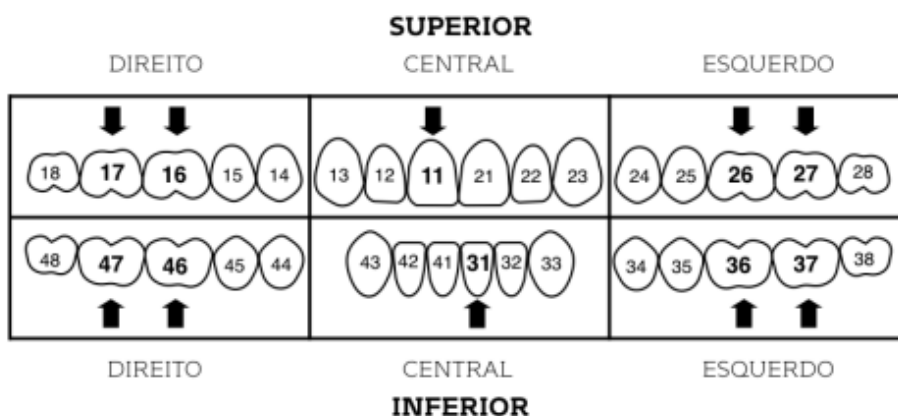 SUPERIOR
DIREITO CENTRAL ESQUERDO
18 17 16 15 14 13 12 11 21 22 23 24 25 26 27 28
48 47 46 45 44 43 42 41 31 32 33 34 35 36 37 38
DIREITO CENTRAL ESQUERDO
INFERIOR